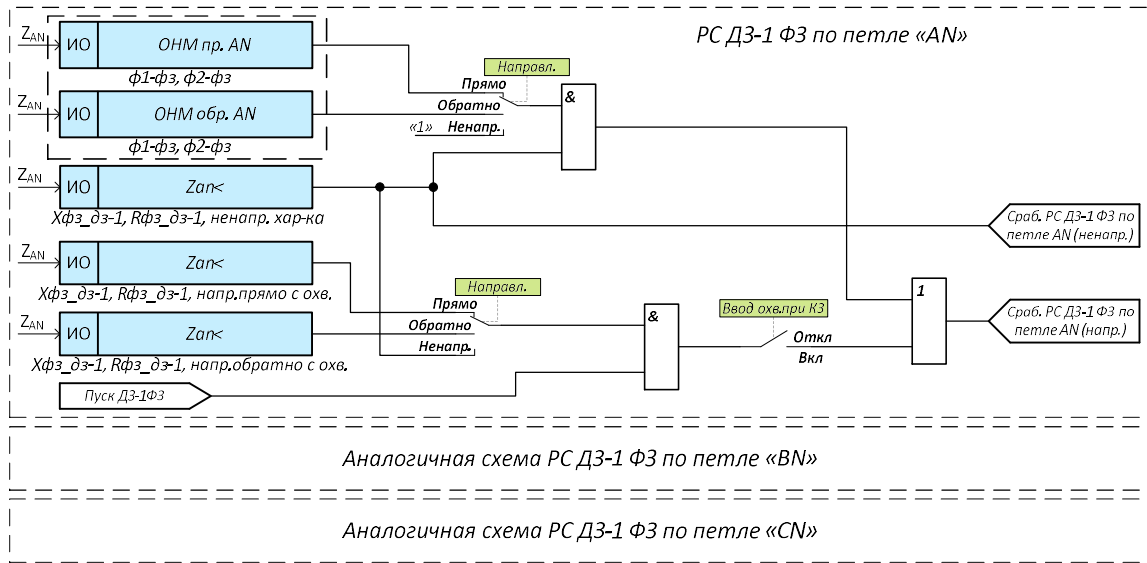 РС ДЗ-1 ФЗ по петле «AN»
ZAN
ИО
ОНМ пр. AN
ф1-фз, ф2-фз
ZAN
ИО
ОНМ обр. AN
ф1-фз, ф2-фз
Направл.
Прямо
Обратно
«1» Ненапр.
&
ZAN
ИО
Zan<
Xфз_дз-1, Rфз_дз-1, ненапр. хар-ка
Сраб. РС ДЗ-1 ФЗ по
петле AN (ненапр.)
ZAN
ИО
Zan<
Xфз_дз-1, Rфз_дз-1, напр.прямо с охв.
ZAN
ИО
Zan<
Xфз_дз-1, Rфз_дз-1, напр.обратно с охв.
Направл.
Прямо
Обратно
Ненапр.
&
Ввод охв.при КЗ
Откл
Вкл
1
Сраб. РС ДЗ-1 ФЗ по
петле AN (напр.)
Пуск ДЗ-1ФЗ
Аналогичная схема РС ДЗ-1 ФЗ по петле «BN»
Аналогичная схема РС ДЗ-1 ФЗ по петле «CN»